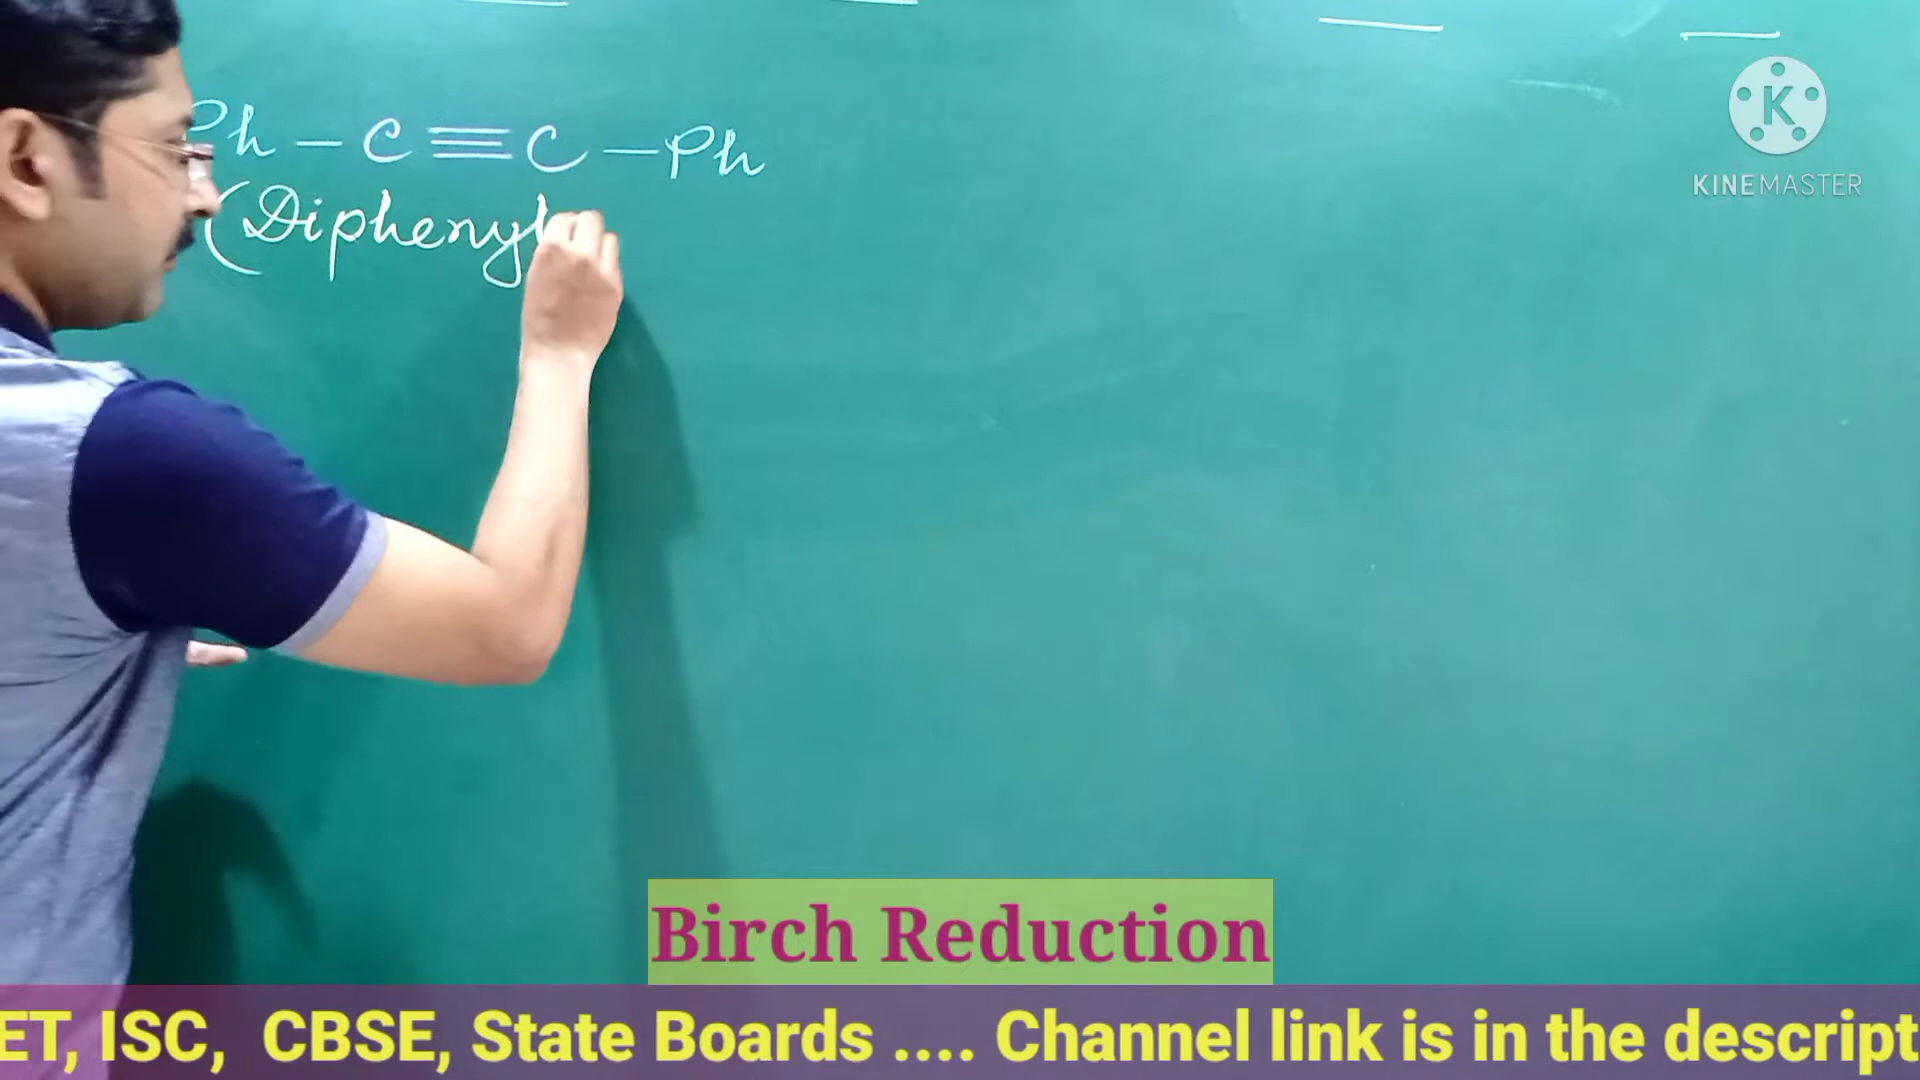 Ph – C ≡ C – Ph
(Diphenyl
K
KINEMASTER
Birch Reduction
ET, ISC, CBSE, State Boards .... Channel link is in the descript